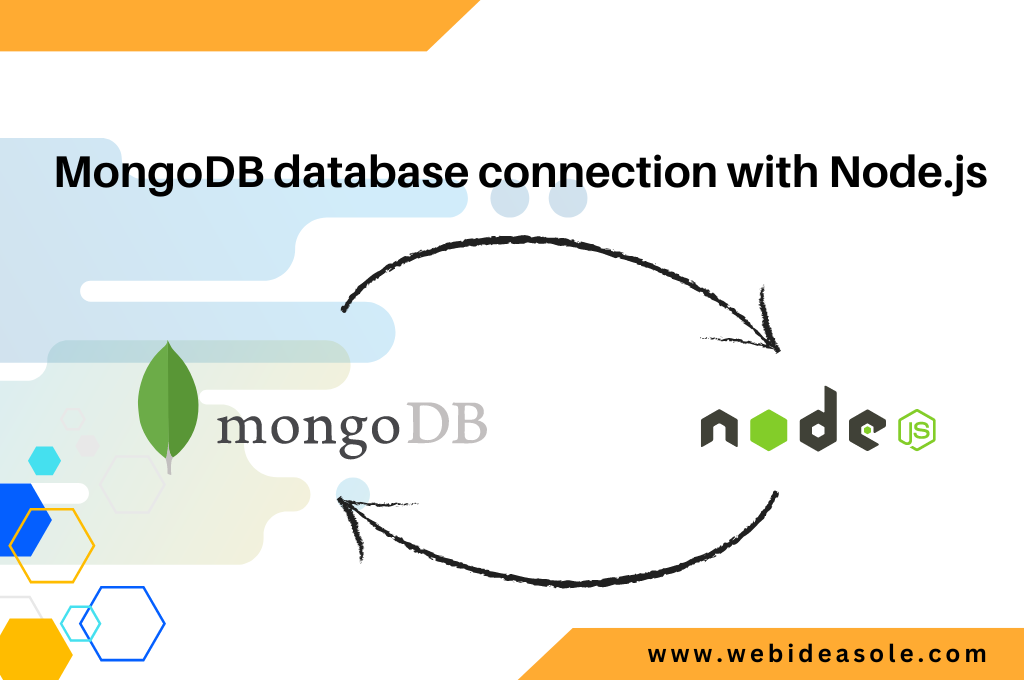 MongoDB database connection with Node.js
mongoDB
node JS
www.webideasole.com